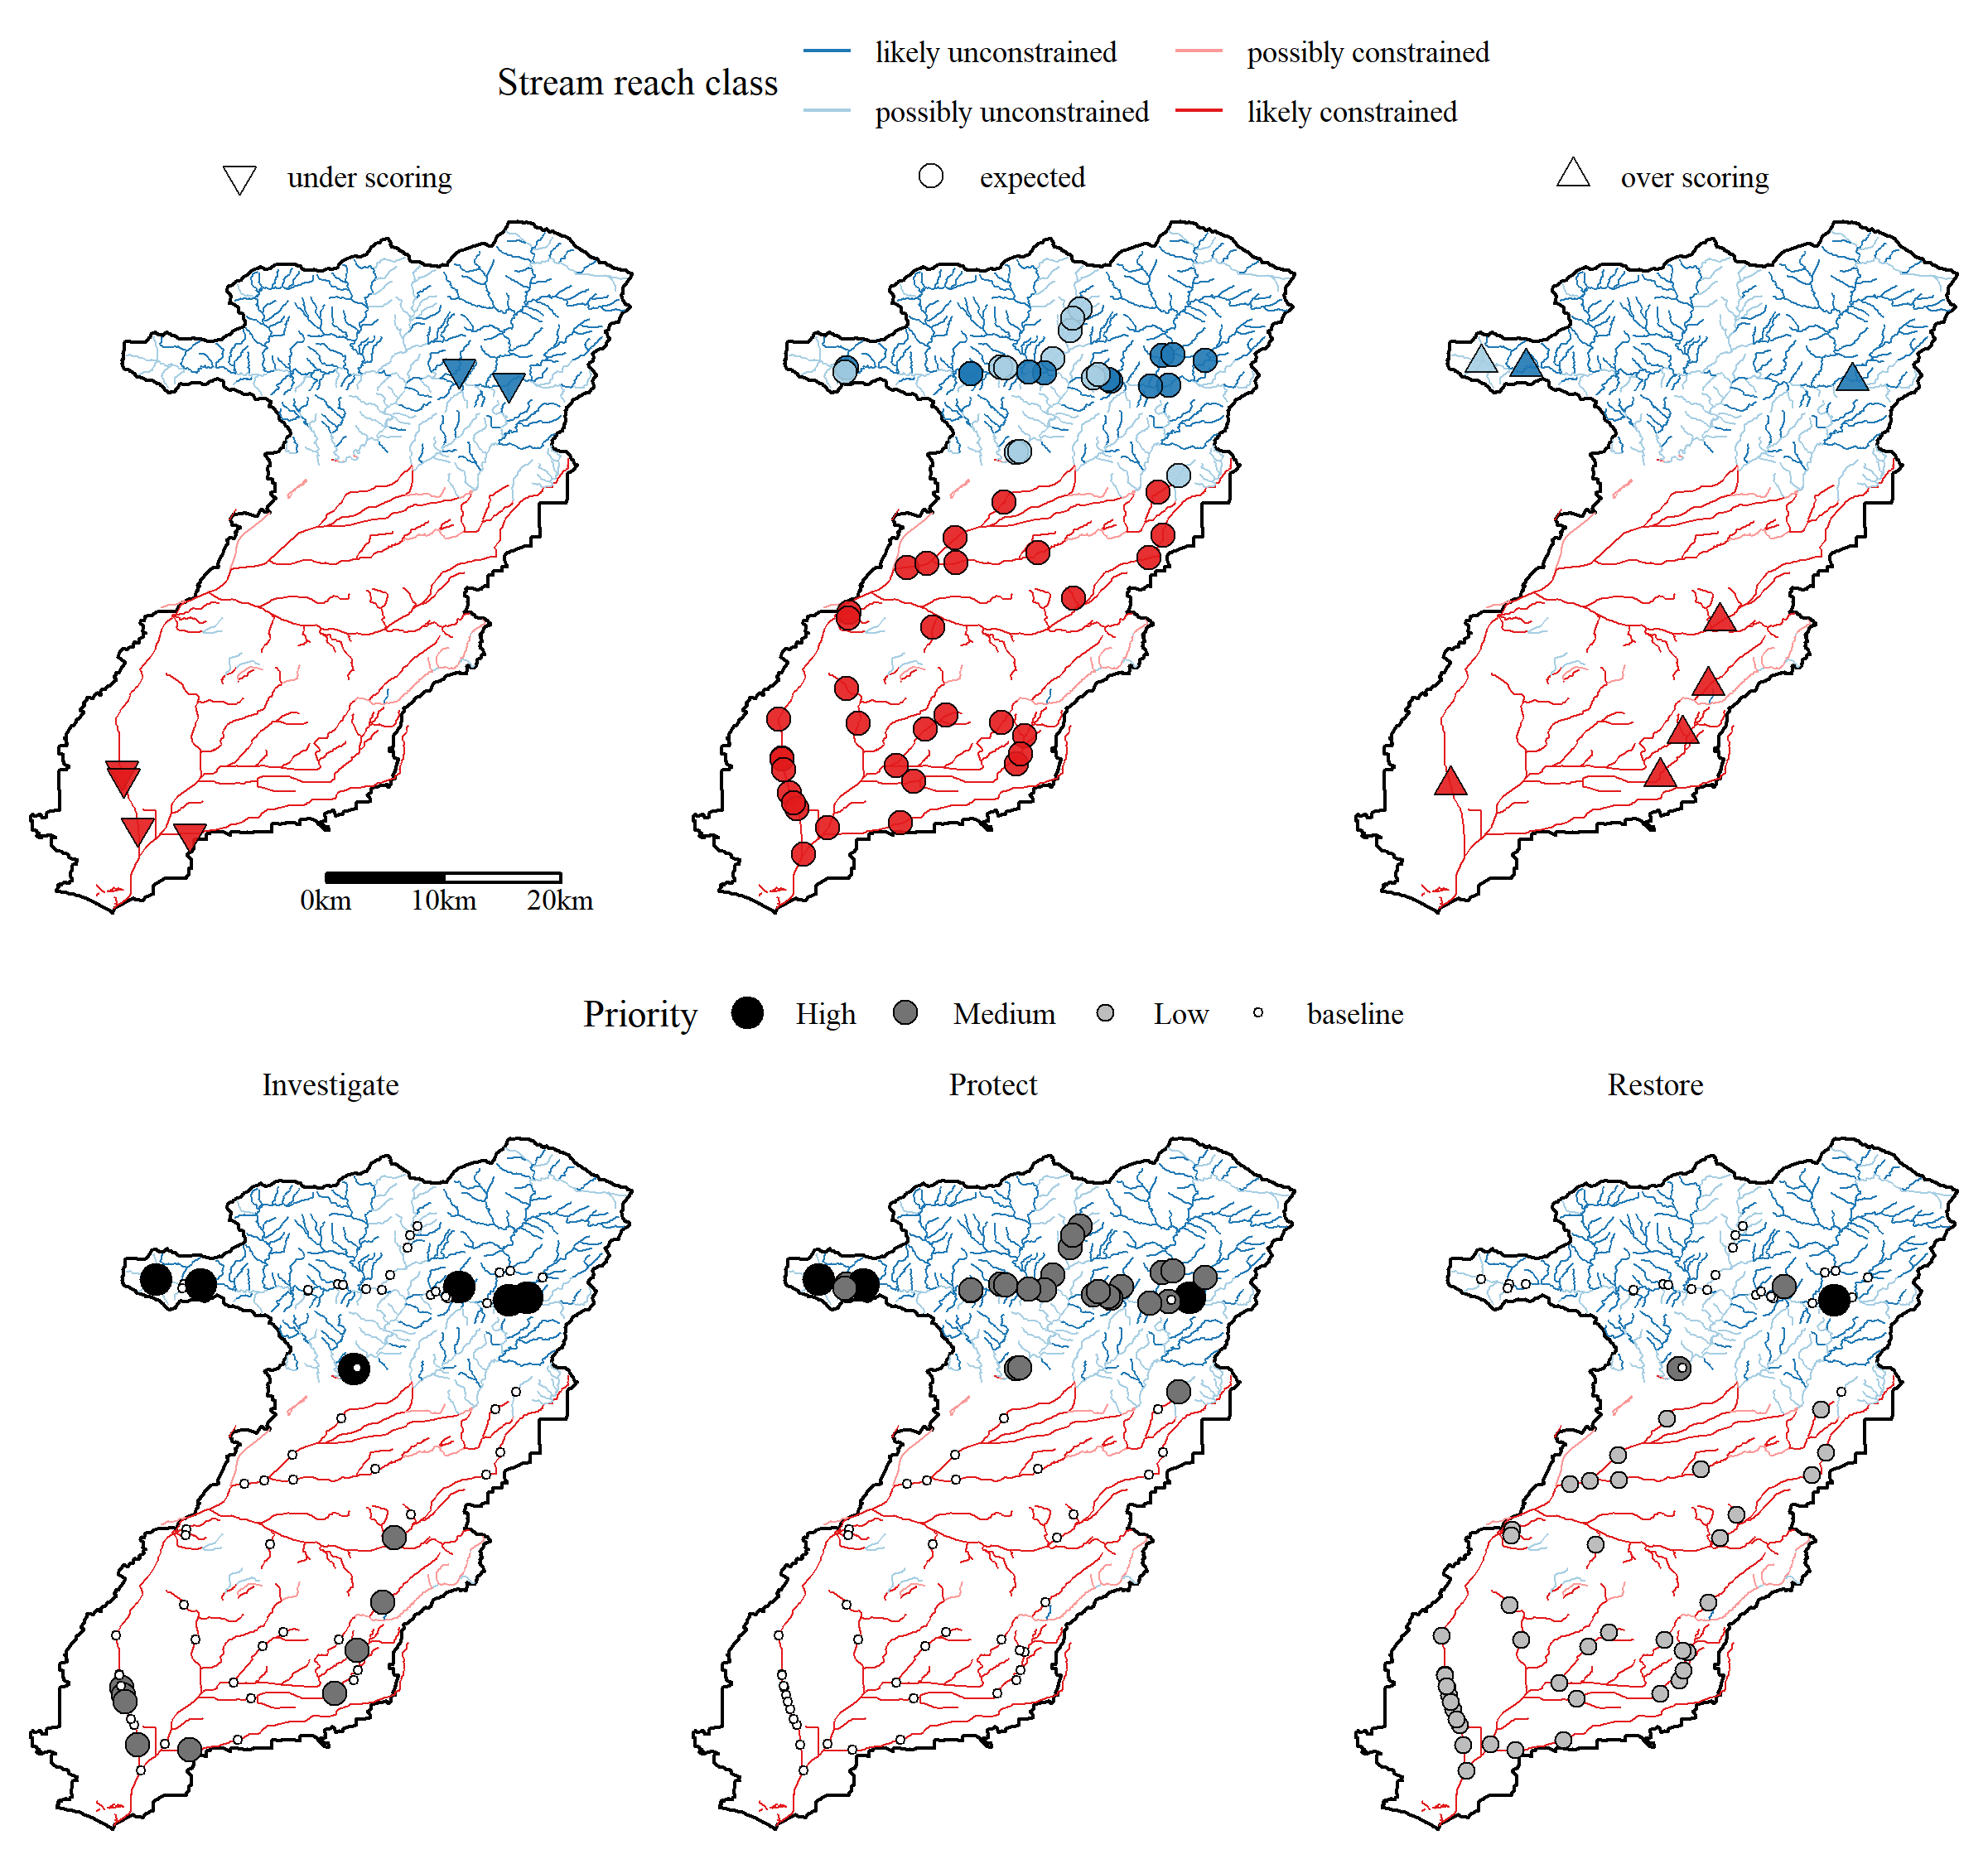 likely unconstrained possibly constrained
Stream reach class
possibly unconstrained likely constrained
under scoring expected over scoring
0km 10km 20km
Priority High Medium Low baseline
Investigate Protect Restore